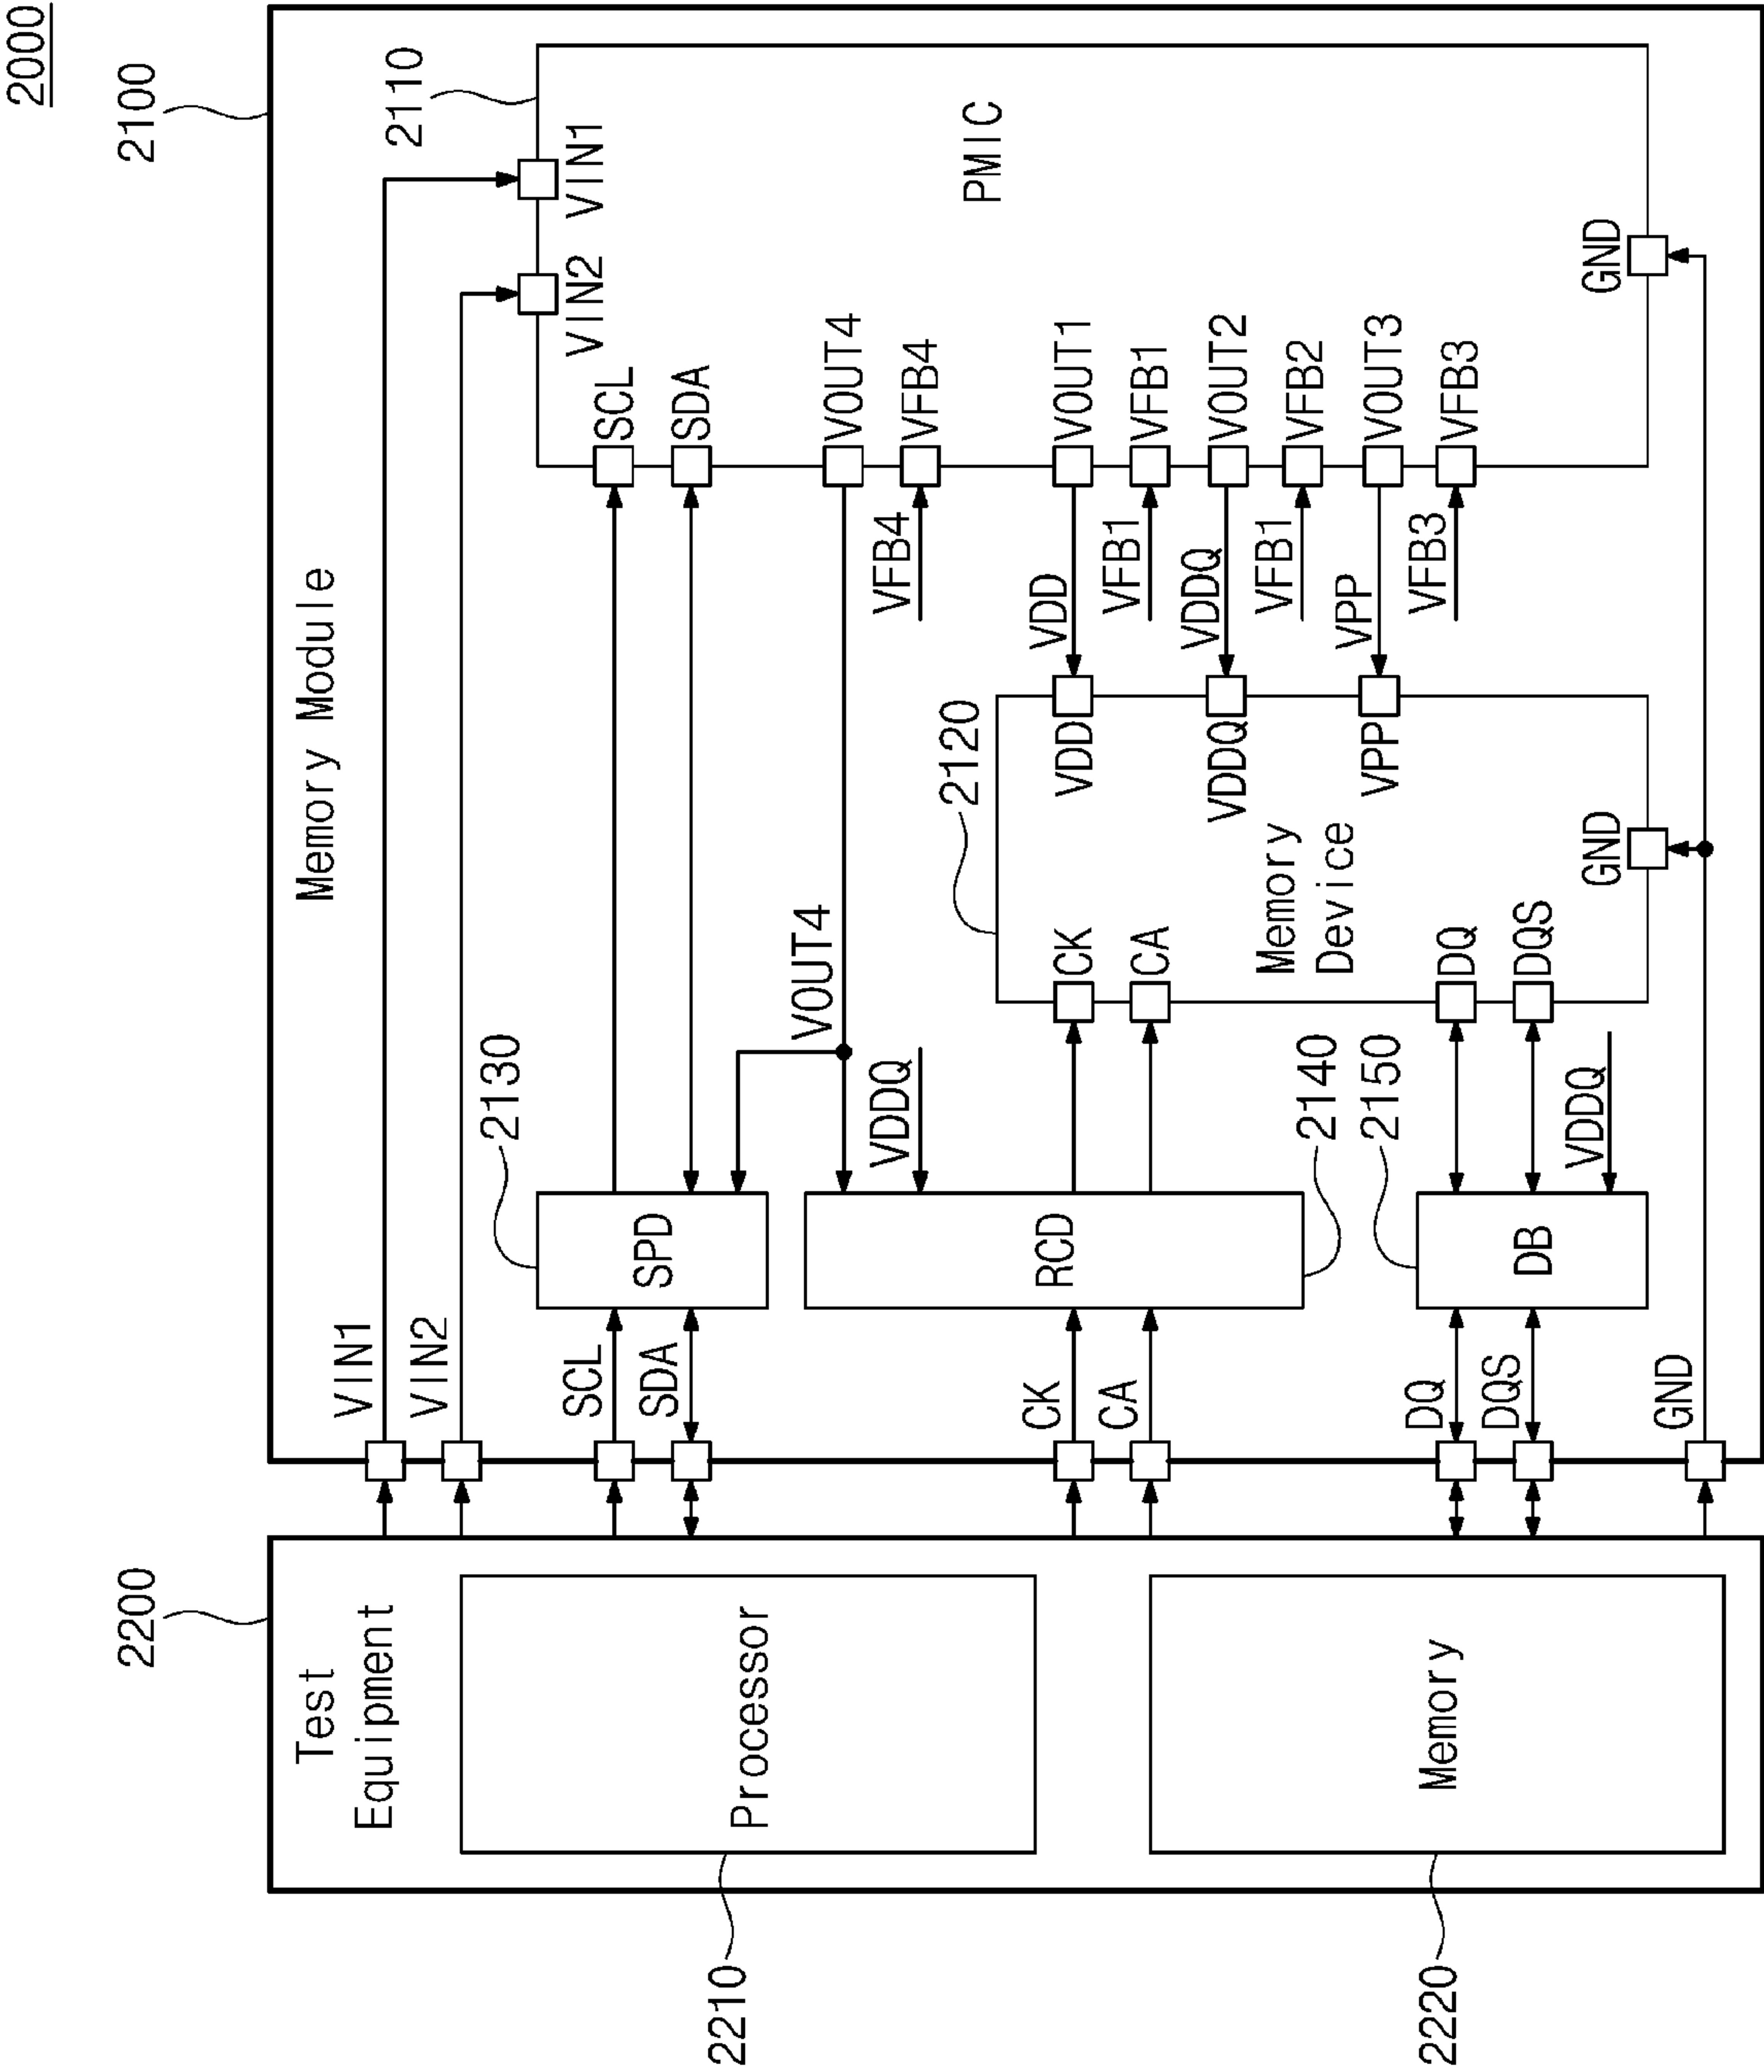 2000
2100
2200
Memory Module
Test
Equipment
2110
VIN1
VIN1
VIN2
VIN2
VIN1
VIN2
2130
SCL
SCL
SDA
SDA
SPD
Processor
2210
VOUT4
VOUT4
VFB4
VFB4
VDDQ
PMIC
2120
CK
RCD
CK
VDD
VDD
VOUT1
CA
CA
VFB1
VFB1
VDDQ
VDDQ
VOUT2
Memory
Device
2140
VFB1
VFB2
VPP
VPP
VOUT3
2150
DQ
DQ
VFB3
VFB3
DQS
DB
DQS
VDDQ
Memory
2220
GND
GND
GND